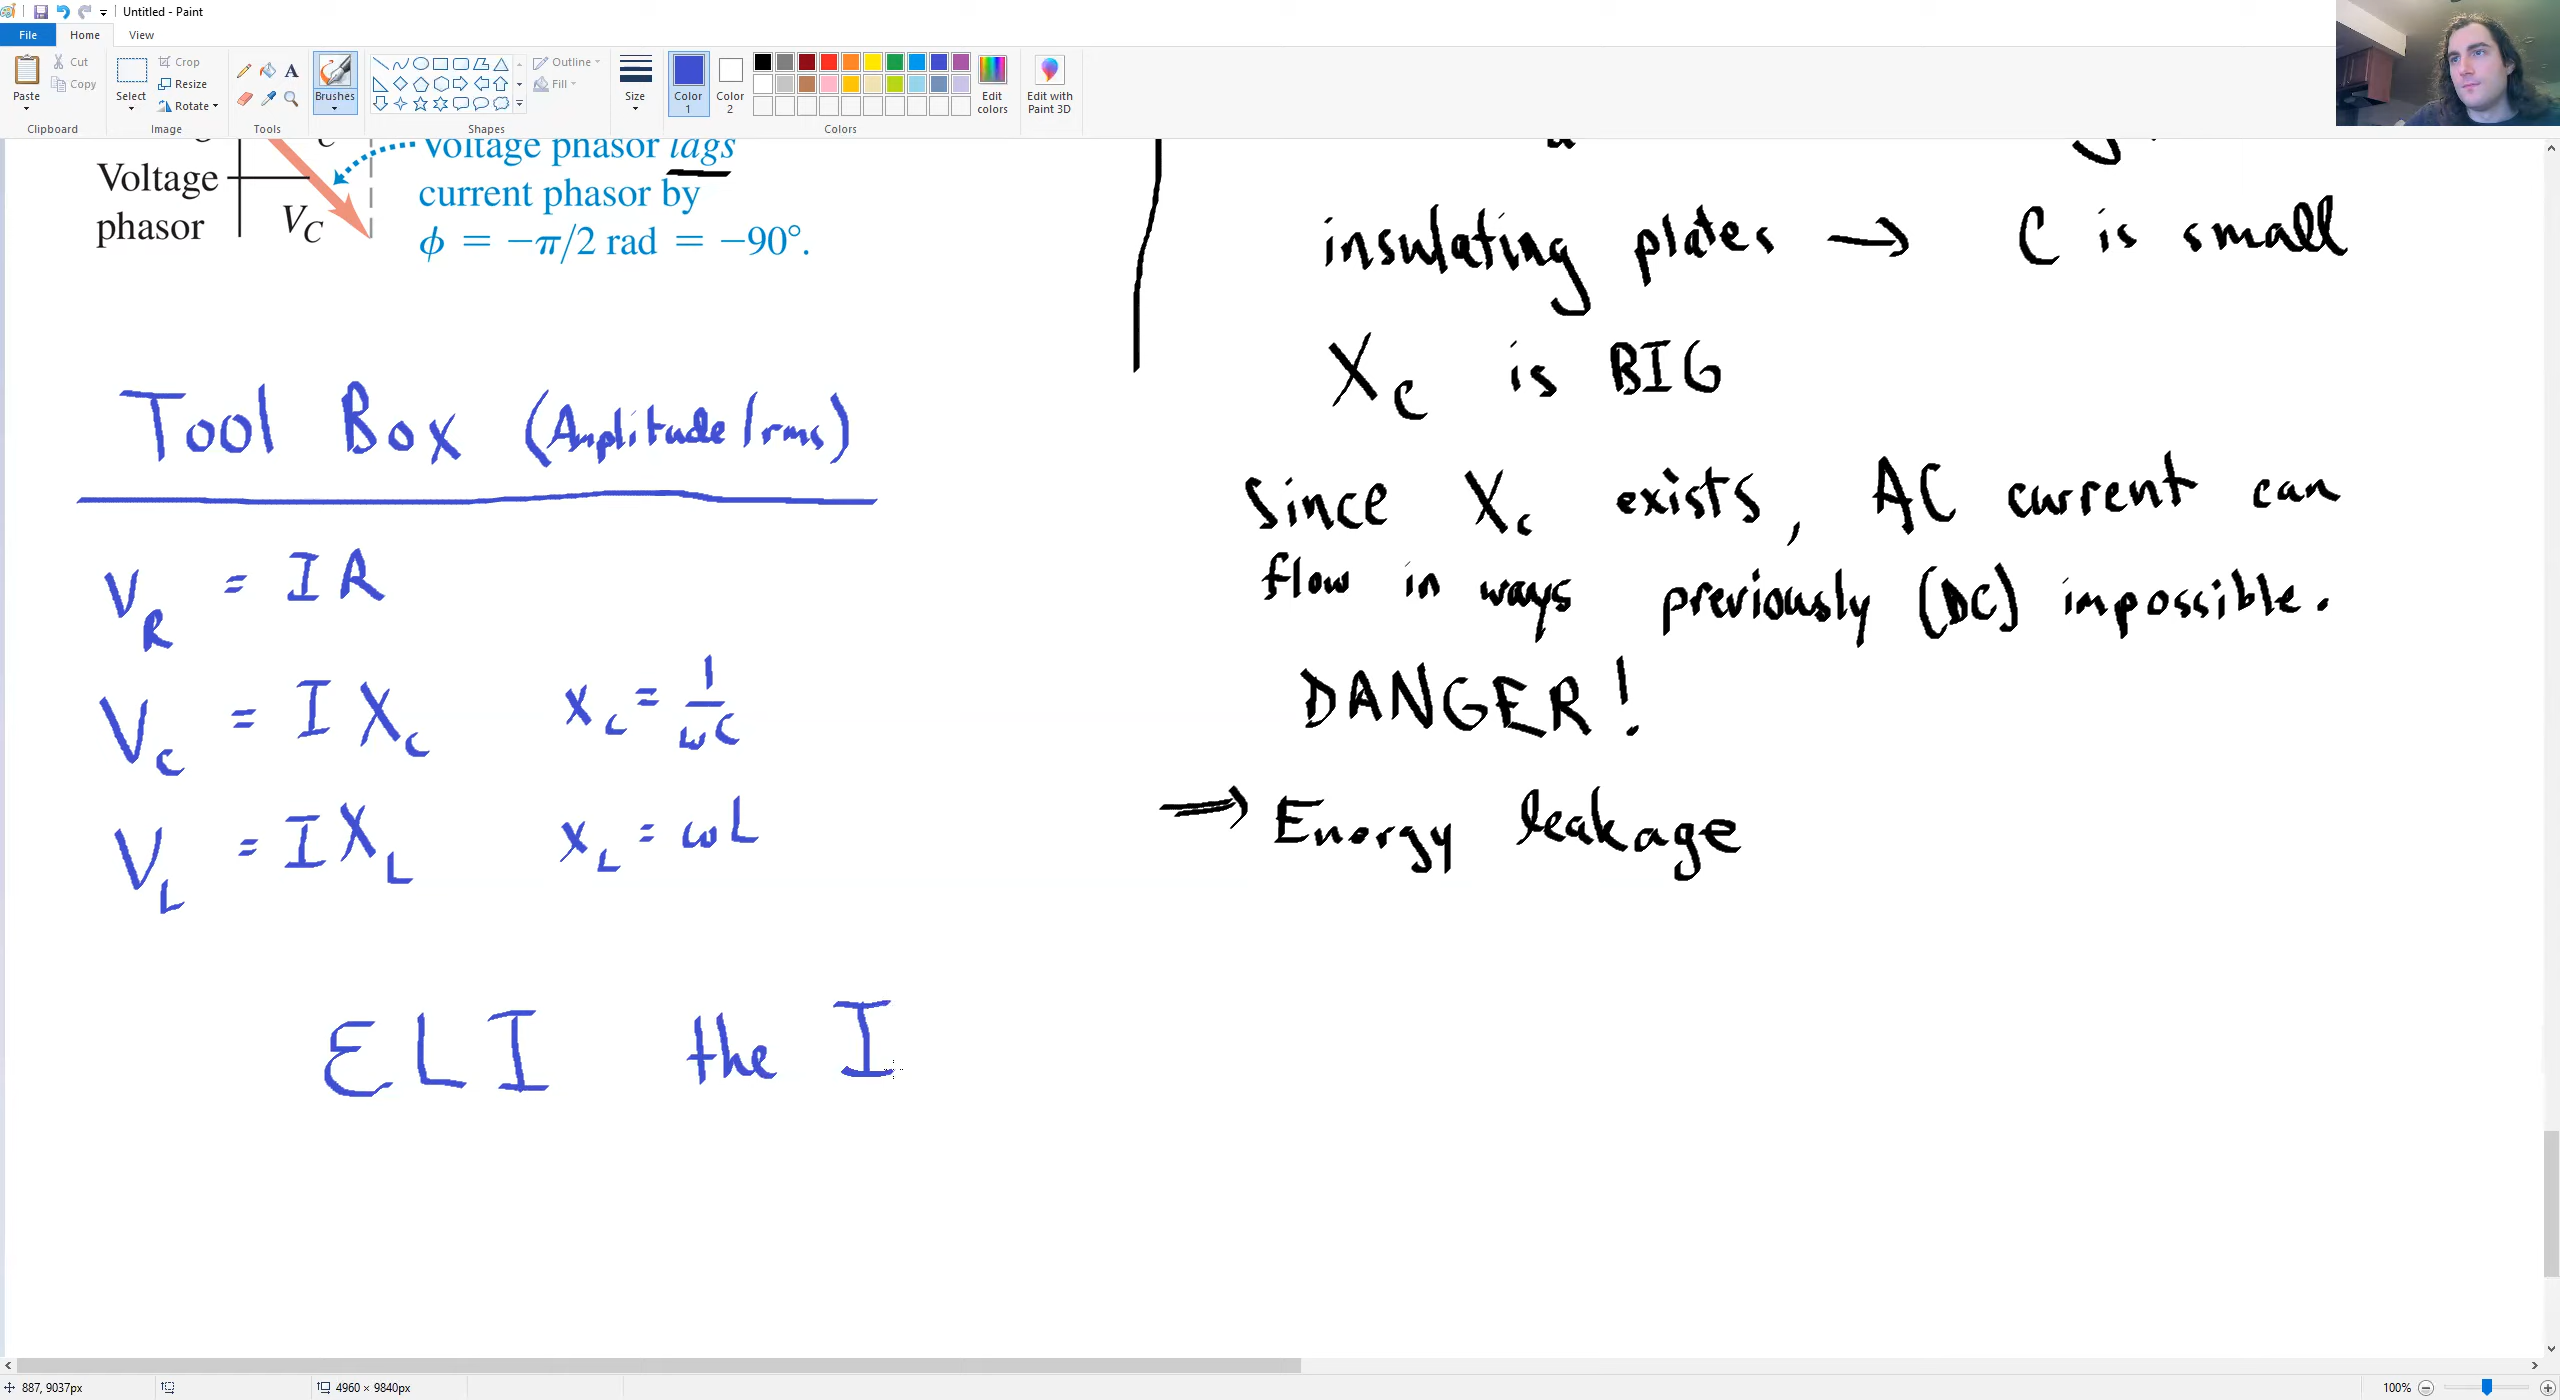 Untitled - Paint
File Home View
Paste Cut Copy Clipboard
Select Crop Resize Rotate Image
Tools
Brushes
Shapes Outline Fill
Size
Color 1 Color 2 Edit colors Colors
Edit with Paint 3D
Voltage phasor
V_C
Voltage phasor lags
current phasor by
ϕ = −π/2 rad = −90°.
Tool Box (Amplitude/rms)
V_R = IR
V_C = I X_C X_C = 1/ωC
V_L = I X_L X_L = ωL
ELI the I
insulating plates → C is small
X_C is BIG
Since X_C exists, AC current can
flow in ways previously (DC) impossible.
DANGER!
⇒ Energy leakage
887, 9037px 4960 × 9840px 100%